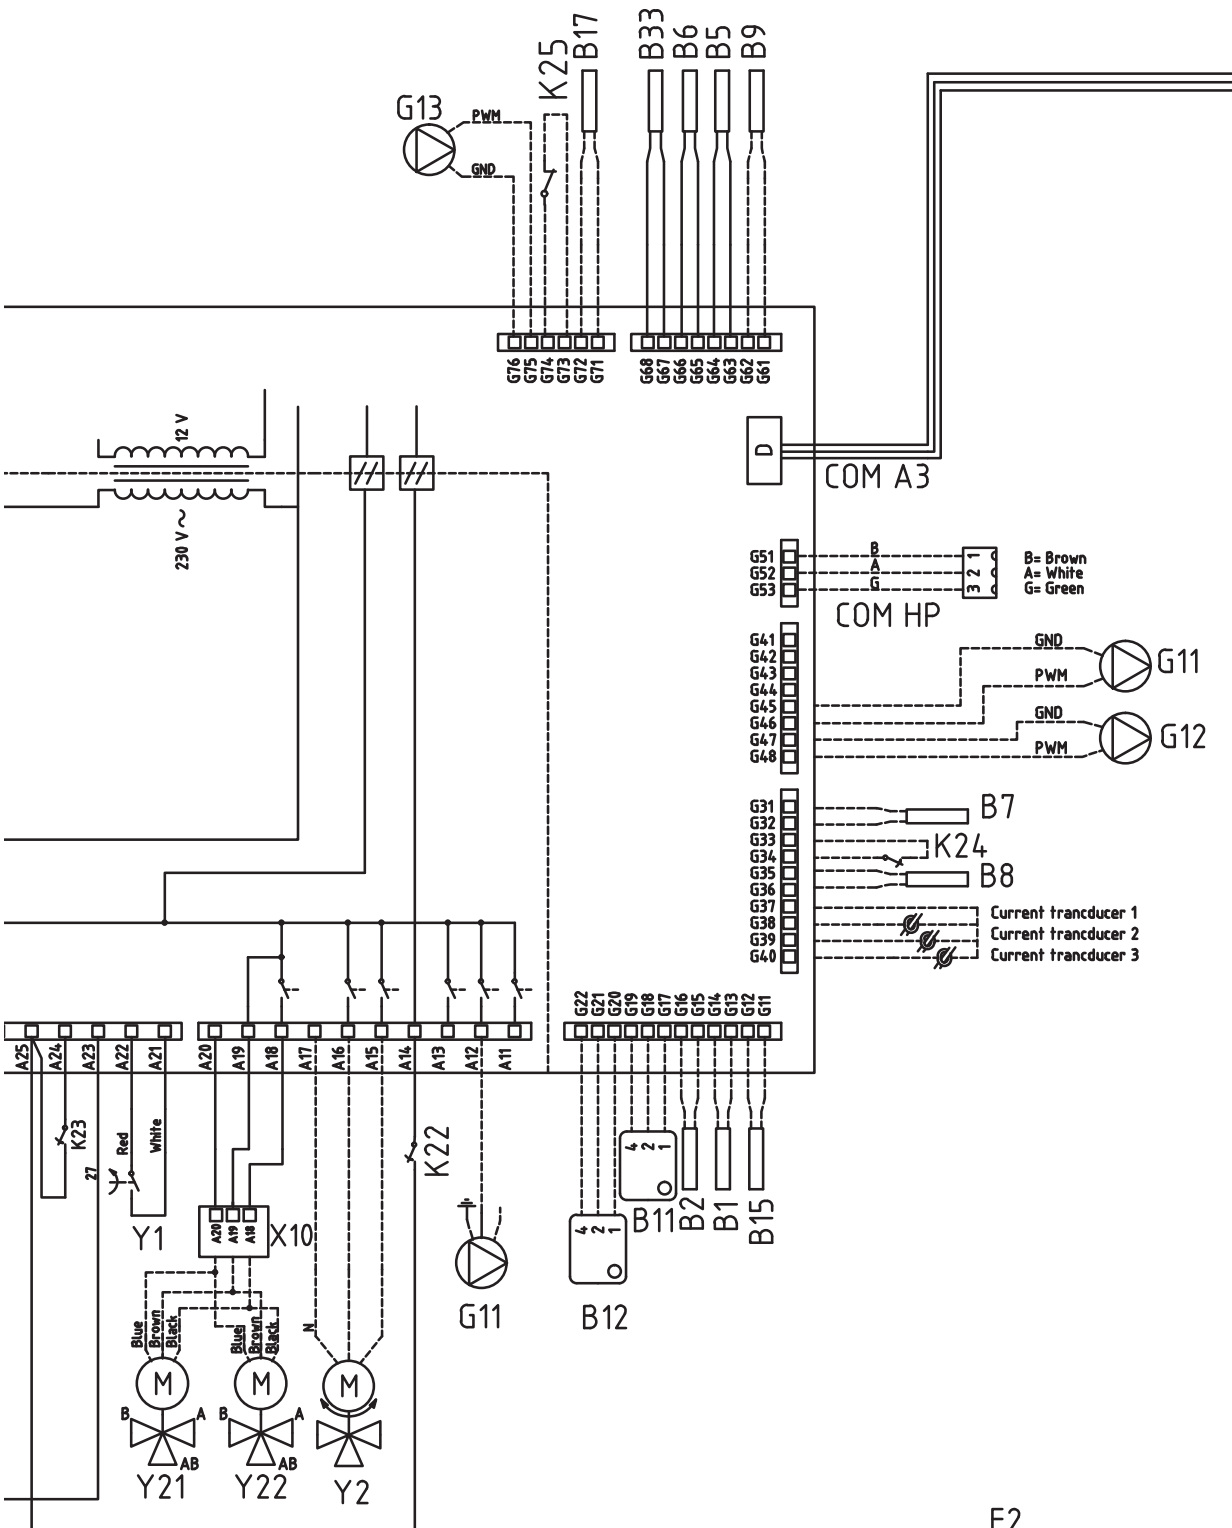 G13
PWM
GND
K25
B17
B33
B6
B5
B9
G76
G75
G74
G73
G72
G71
G68
G67
G66
G65
G64
G63
G62
G61
12 V
230 V ~
D
COM A3
G51
G52
G53
B
A
G
1
2
3
B= Brown
A= White
G= Green
COM HP
G41
G42
G43
G44
G45
G46
G47
G48
GND
PWM
G11
GND
PWM
G12
G31
G32
G33
G34
G35
G36
G37
G38
G39
G40
B7
K24
B8
Current trancducer 1
Current trancducer 2
Current trancducer 3
G22
G21
G20
G19
G18
G17
G16
G15
G14
G13
G12
G11
A25
A24
A23
A22
A21
A20
A19
A18
A17
A16
A15
A14
A13
A12
A11
K23
27
Red
White
Y1
A20
A19
A18
X10
K22
4
2
1
B11
B2
B1
B15
4
2
1
B12
G11
Blue
Brown
Black
Blue
Brown
Black
N
M
M
M
B
A
AB
B
A
AB
Y21
Y22
Y2
F2